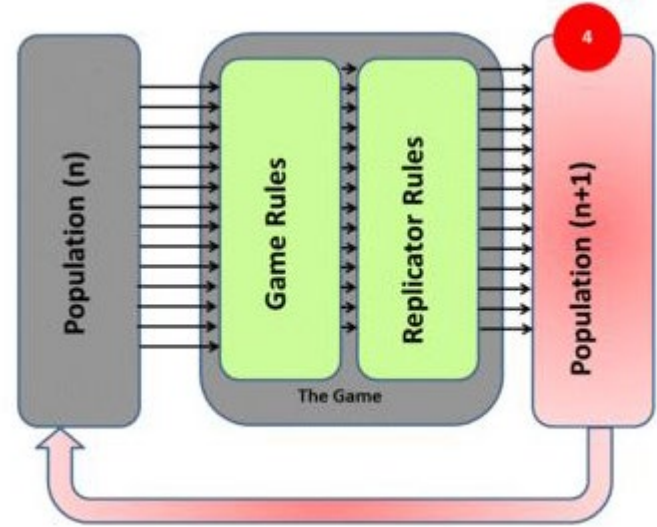 4
Population (n)
Game Rules
Replicator Rules
Population (n+1)
The Game